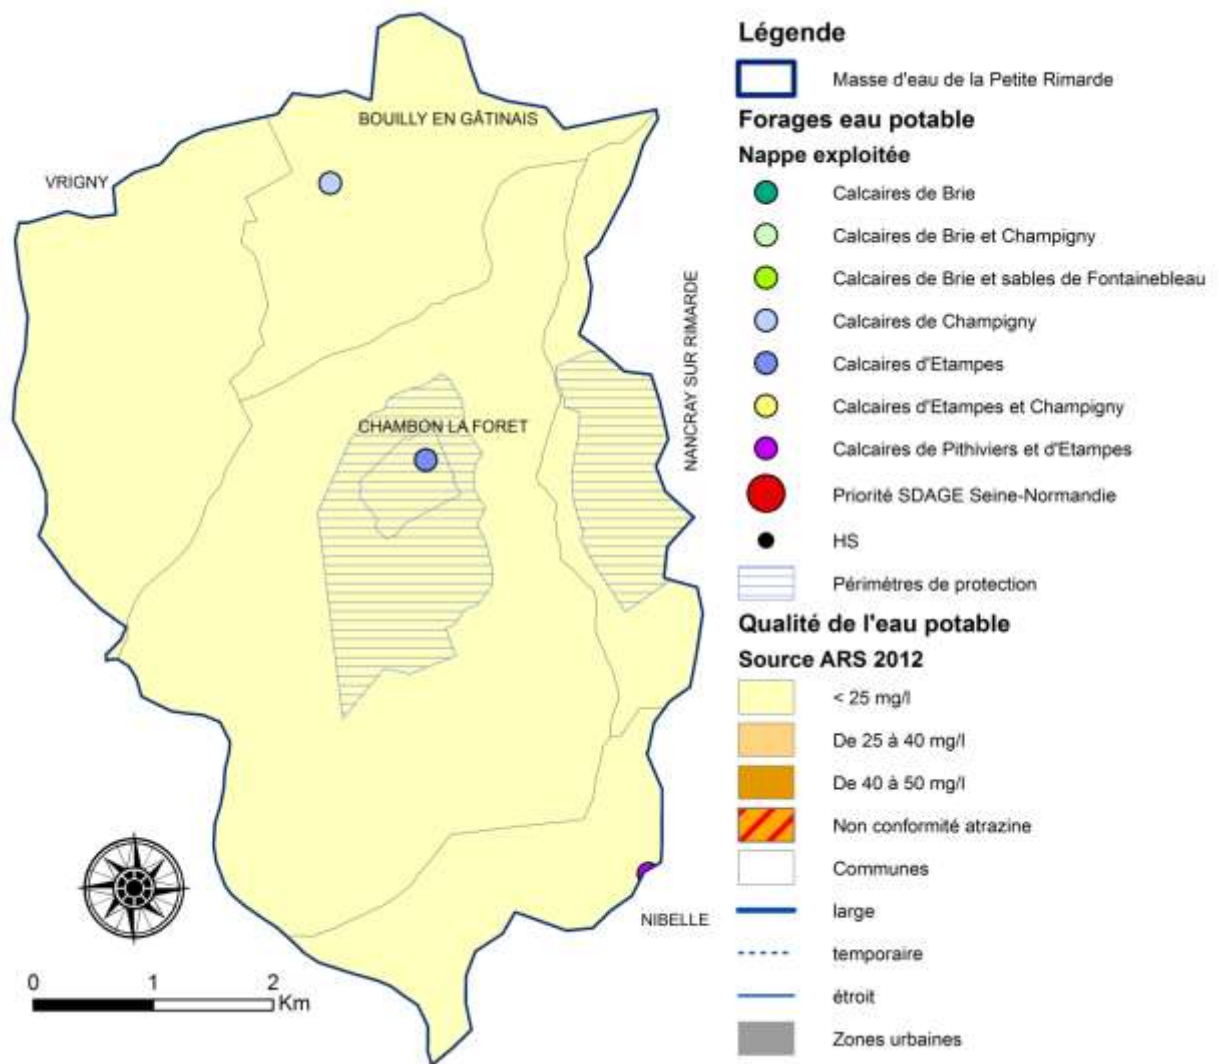 BOUILLY EN GÂTINAIS
VRIGNY
NANCRAY SUR RIMARDE
CHAMBON LA FORET
NIBELLE
0 1 2
Km
Légende
Masse d'eau de la Petite Rimarde
Forages eau potable
Nappe exploitée
Calcaires de Brie
Calcaires de Brie et Champigny
Calcaires de Brie et sables de Fontainebleau
Calcaires de Champigny
Calcaires d'Etampes
Calcaires d'Etampes et Champigny
Calcaires de Pithiviers et d'Etampes
Priorité SDAGE Seine-Normandie
HS
Périmètres de protection
Qualité de l'eau potable
Source ARS 2012
< 25 mg/l
De 25 à 40 mg/l
De 40 à 50 mg/l
Non conformité atrazine
Communes
large
temporaire
étroit
Zones urbaines